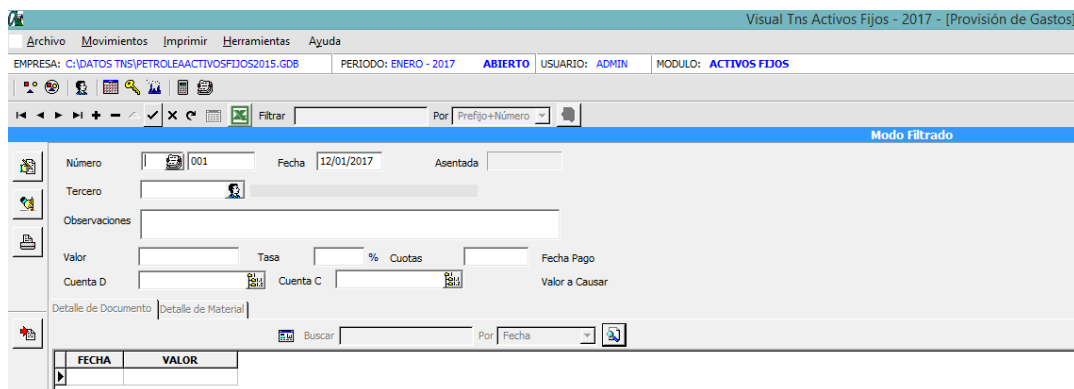 Visual Tns Activos Fijos - 2017 - [Provisión de Gastos]
Archivo Movimientos Imprimir Herramientas Ayuda
EMPRESA: C:\DATOS TNS\PETROLEAACTIVOSFIJOS2015.GDB PERIODO: ENERO - 2017 ABIERTO USUARIO: ADMIN MODULO: ACTIVOS FIJOS
Filtrar Por Prefijo+Número
Modo Filtrado
Número 001 Fecha 12/01/2017 Asentada
Tercero
Observaciones
Valor Tasa % Cuotas Fecha Pago
Cuenta D Cuenta C Valor a Causar
Detalle de Documento Detalle de Material
Buscar Por Fecha
FECHA VALOR